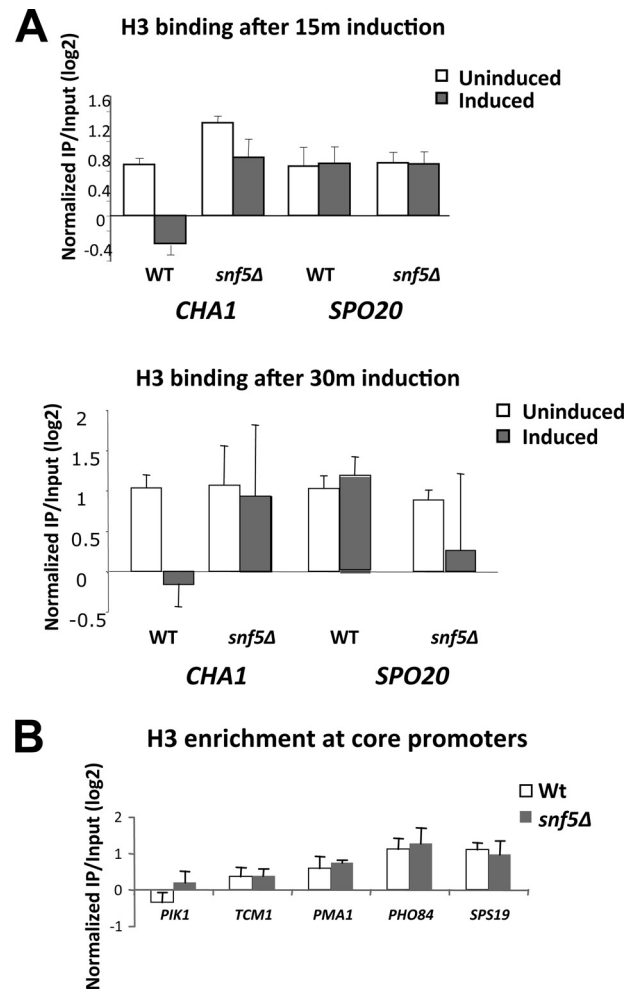 A
H3 binding after 15m induction
Uninduced
Induced
Normalized IP/Input (log2)
1.6
1.2
0.8
0.4
0
-0.4
WT
snf5Δ
WT
snf5Δ
CHA1
SPO20
H3 binding after 30m induction
Uninduced
Induced
Normalized IP/Input (log2)
2
1.5
1
0.5
0
-0.5
WT
snf5Δ
WT
snf5Δ
CHA1
SPO20
B
H3 enrichment at core promoters
Wt
snf5Δ
Normalized IP/Input (log2)
2
1
0
-1
PIK1
TCM1
PMA1
PHO84
SPS19